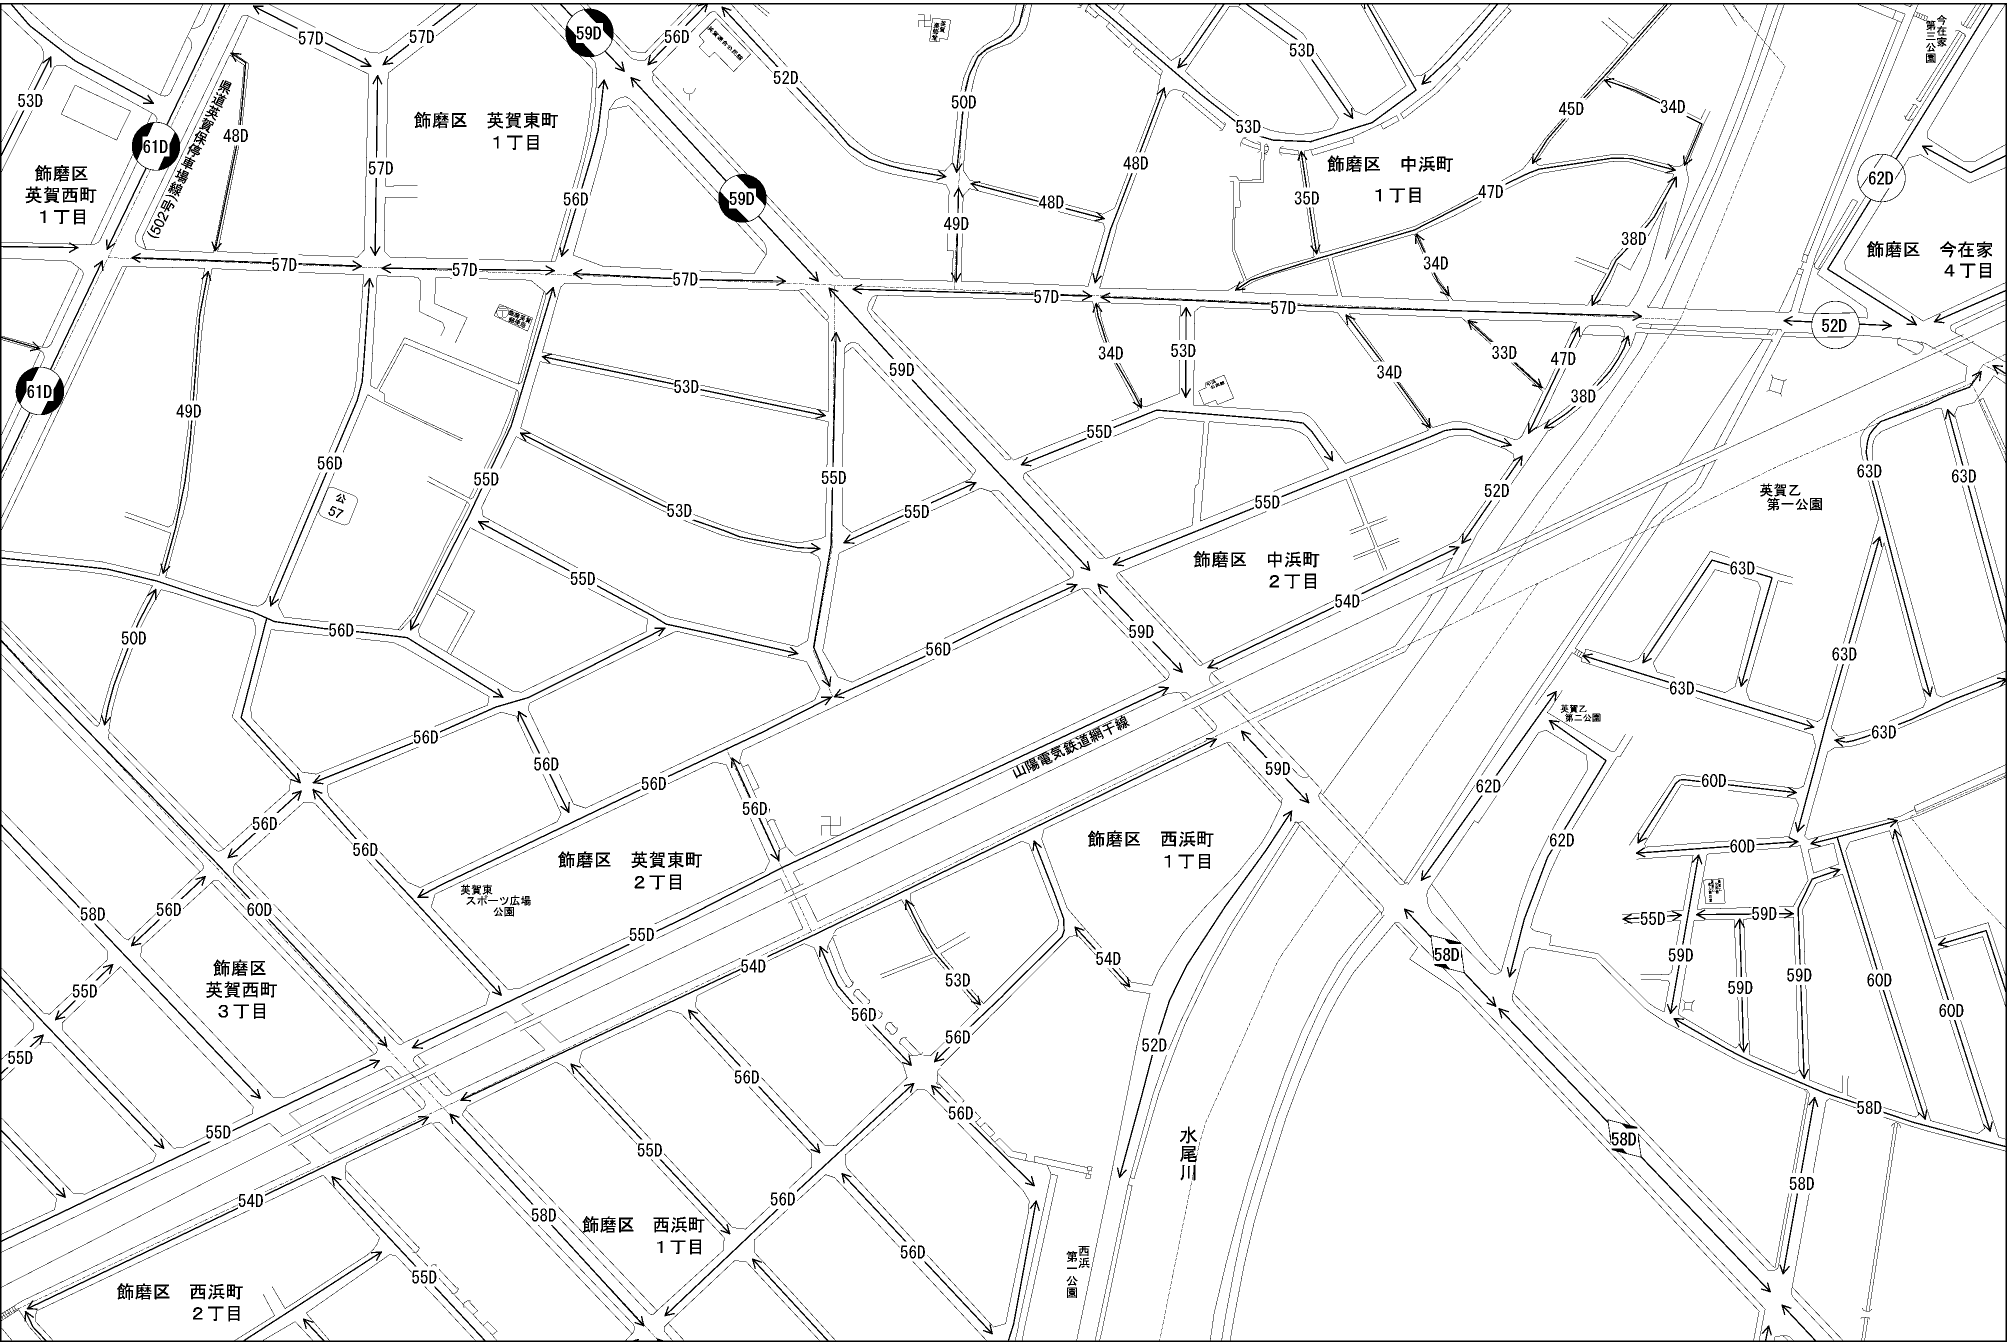 57D
57D
59D
56D
52D
53D
53D
50D
英賀連合公民館
今在家
第三公園
45D
34D
県道英賀保停車場線
(502号)
48D
61D
57D
飾磨区 英賀東町
1丁目
53D
48D
飾磨区 中浜町
1丁目
35D
47D
62D
飾磨区
英賀西町
1丁目
56D
59D
48D
49D
38D
34D
飾磨区 今在家
4丁目
57D
57D
57D
57D
57D
52D
61D
49D
53D
59D
34D
53D
34D
33D
47D
38D
55D
56D
公
57
55D
53D
55D
55D
55D
52D
63D
63D
英賀乙
第一公園
飾磨区 中浜町
2丁目
54D
55D
50D
56D
56D
59D
63D
63D
63D
63D
英賀乙
第二公園
56D
56D
56D
56D
山陽電気鉄道網干線
59D
62D
62D
60D
60D
56D
56D
飾磨区 英賀東町
2丁目
英賀東
スポーツ広場
公園
飾磨区 西浜町
1丁目
58D
56D
60D
55D
54D
53D
54D
58D
55D
59D
59D
59D
59D
60D
60D
飾磨区
英賀西町
3丁目
55D
55D
56D
56D
56D
52D
56D
55D
55D
58D
58D
58D
水尾川
54D
58D
56D
飾磨区 西浜町
1丁目
56D
西浜
第一公園
55D
飾磨区 西浜町
2丁目